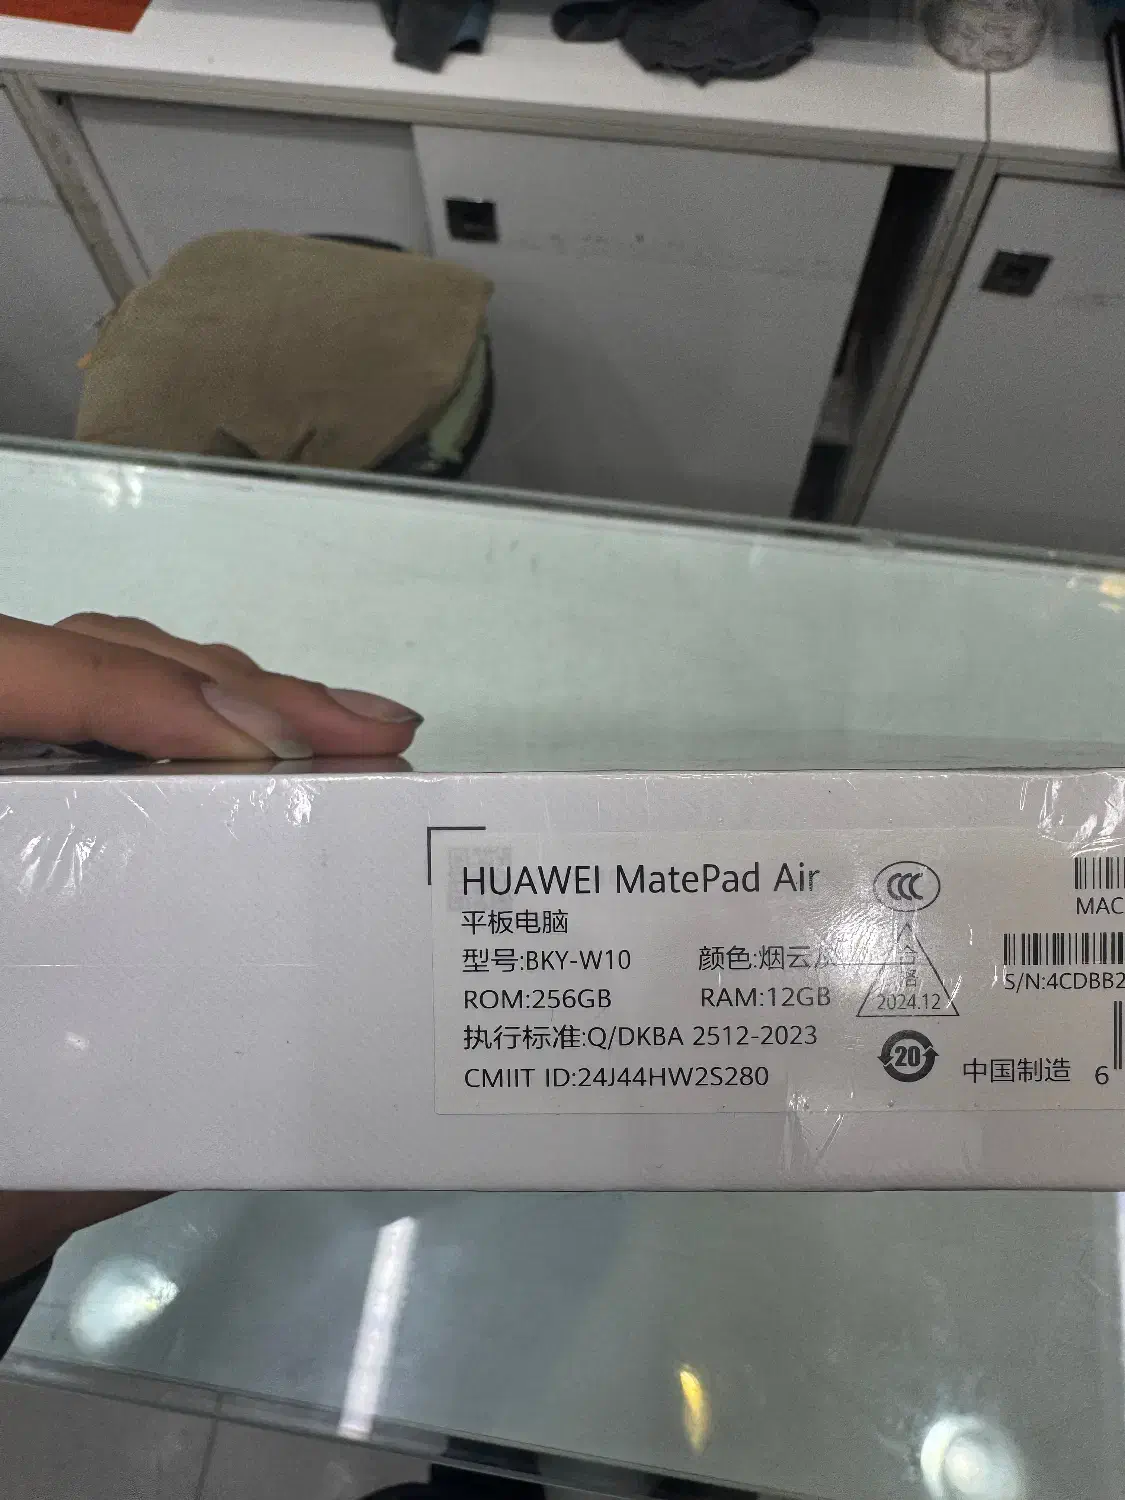 HUAWEI MatePad Air
平板电脑
型号:BKY-W10
颜色:烟云
ROM:256GB
RAM:12GB
执行标准:Q/DKBA 2512-2023
CMIIT ID:24J44HW2S280
CCC
合格
2024.12
20
中国制造
MAC
S/N:4CDBB2
6